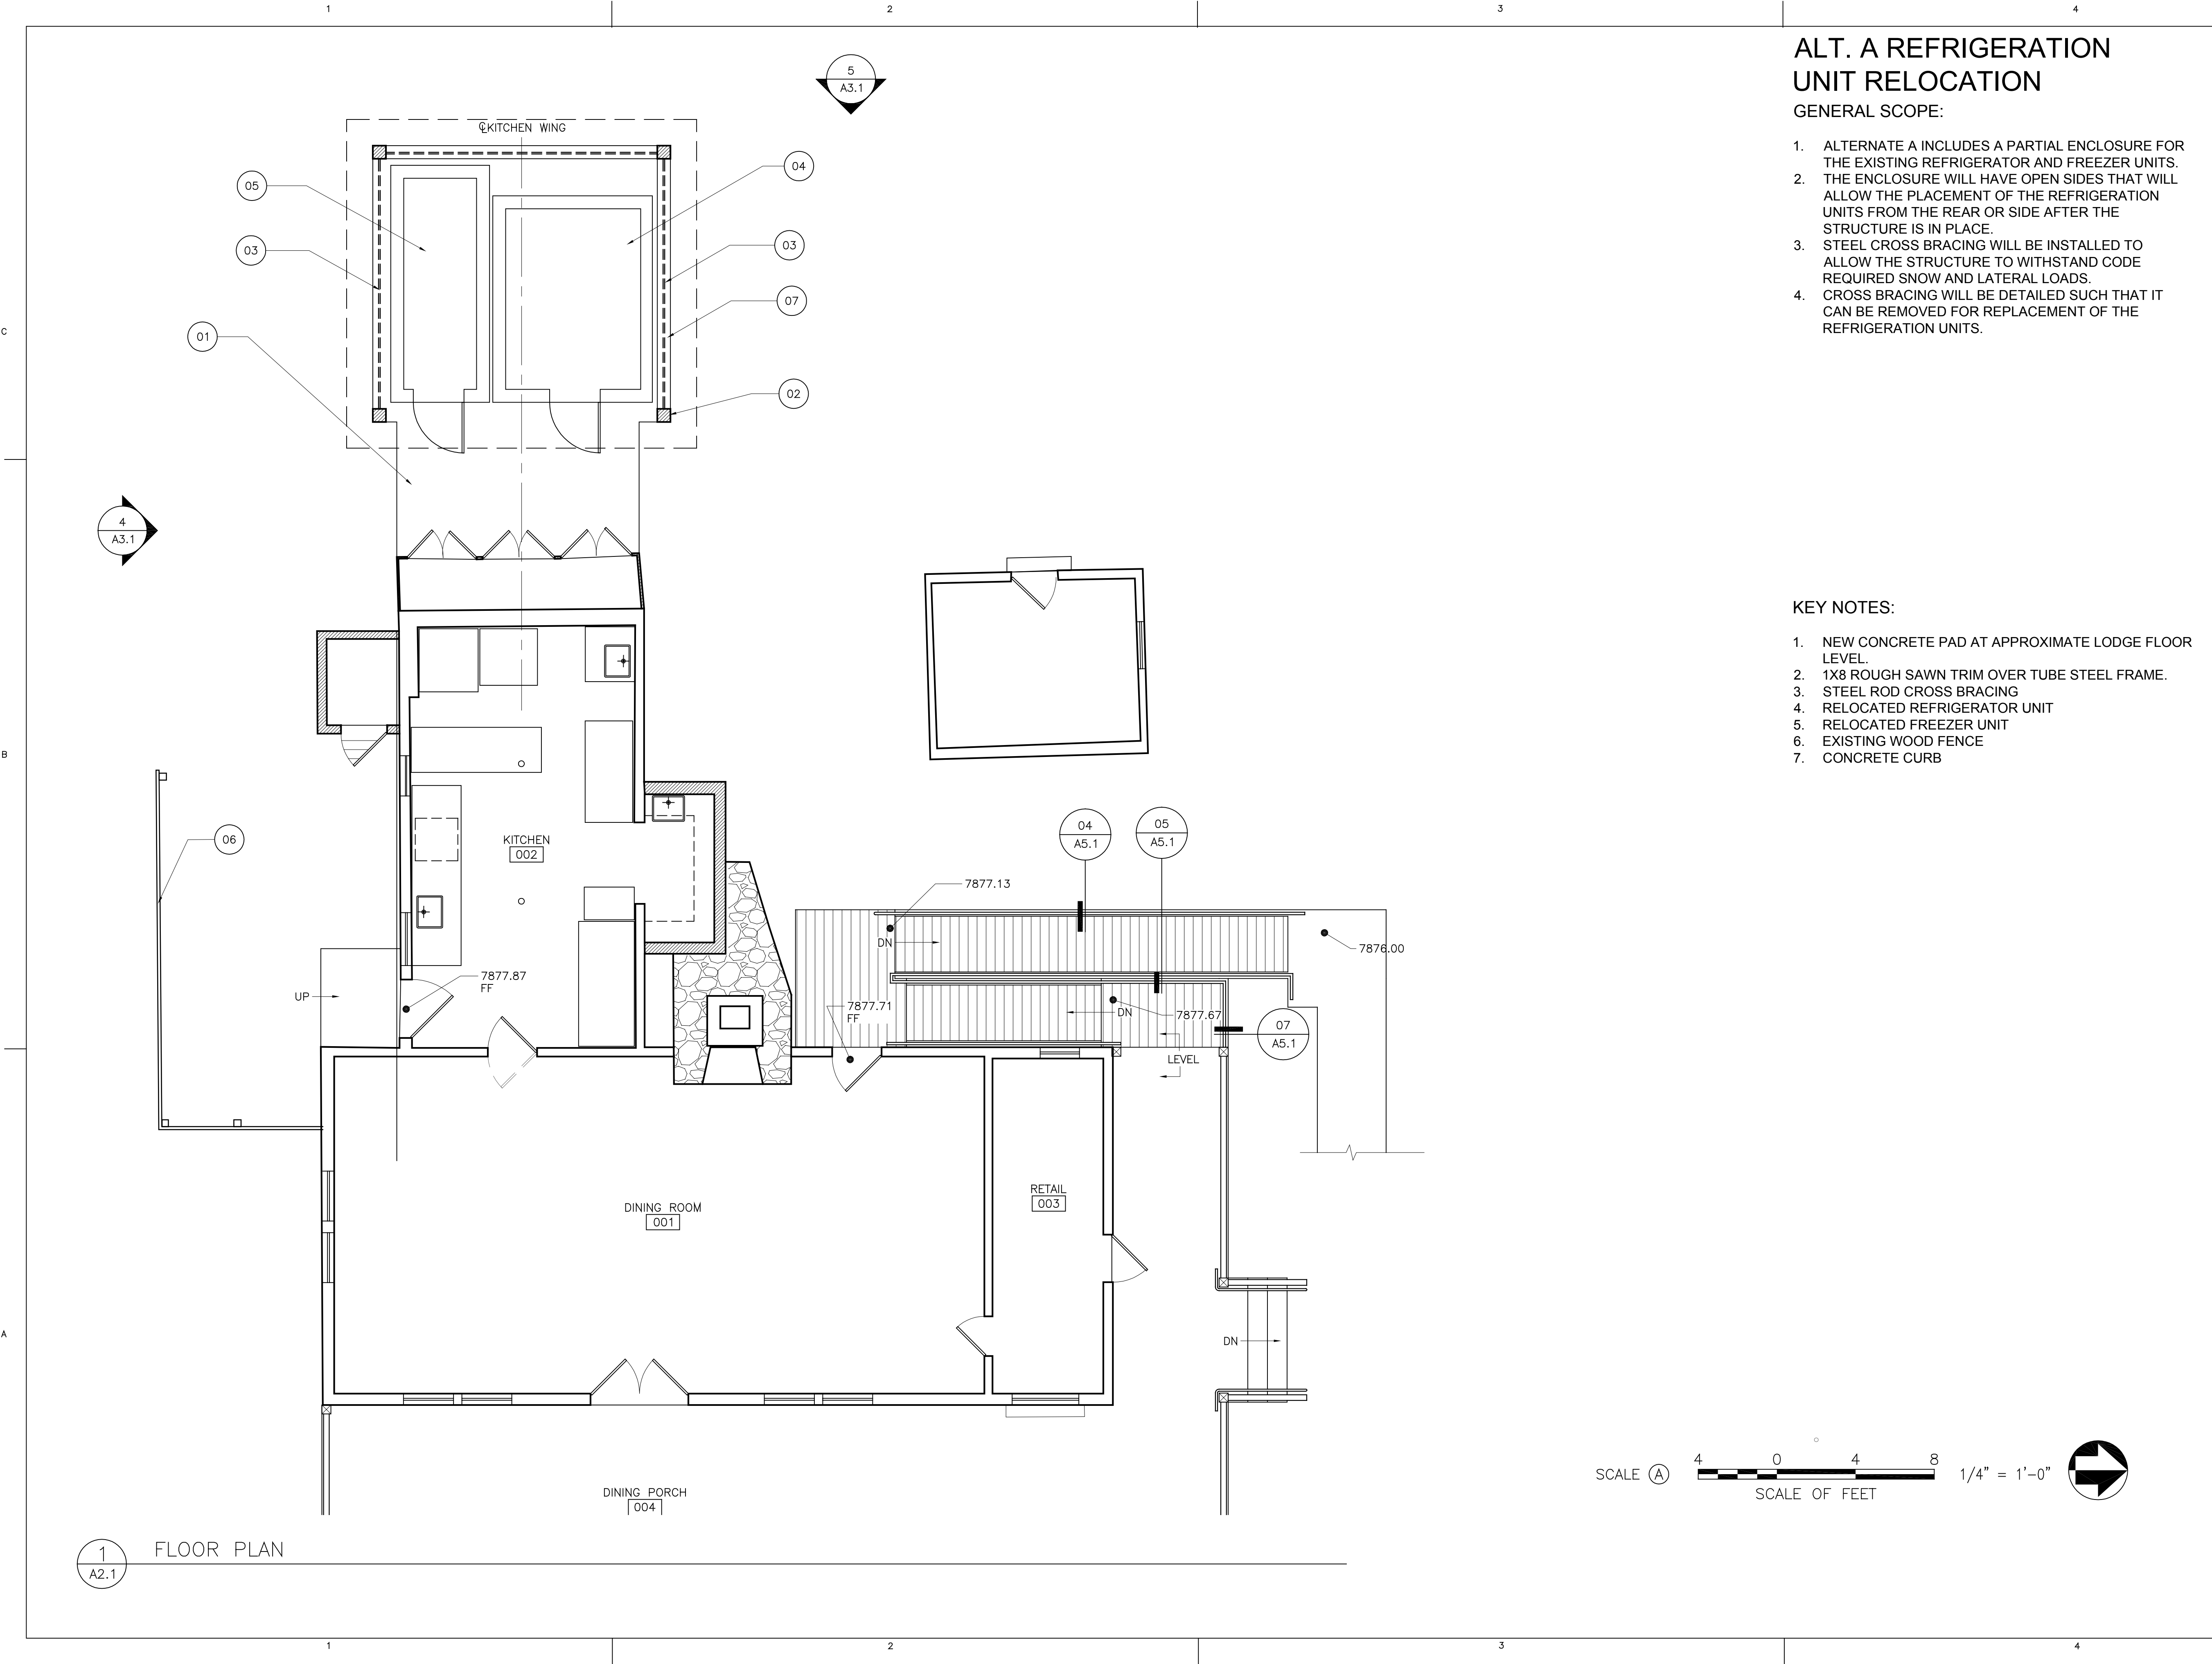 1
2
3
4
ALT. A REFRIGERATION
UNIT RELOCATION
GENERAL SCOPE:
1. ALTERNATE A INCLUDES A PARTIAL ENCLOSURE FOR
THE EXISTING REFRIGERATOR AND FREEZER UNITS.
2. THE ENCLOSURE WILL HAVE OPEN SIDES THAT WILL
ALLOW THE PLACEMENT OF THE REFRIGERATION
UNITS FROM THE REAR OR SIDE AFTER THE
STRUCTURE IS IN PLACE.
3. STEEL CROSS BRACING WILL BE INSTALLED TO
ALLOW THE STRUCTURE TO WITHSTAND CODE
REQUIRED SNOW AND LATERAL LOADS.
4. CROSS BRACING WILL BE DETAILED SUCH THAT IT
CAN BE REMOVED FOR REPLACEMENT OF THE
REFRIGERATION UNITS.
KEY NOTES:
1. NEW CONCRETE PAD AT APPROXIMATE LODGE FLOOR
LEVEL.
2. 1X8 ROUGH SAWN TRIM OVER TUBE STEEL FRAME.
3. STEEL ROD CROSS BRACING
4. RELOCATED REFRIGERATOR UNIT
5. RELOCATED FREEZER UNIT
6. EXISTING WOOD FENCE
7. CONCRETE CURB
5
A3.1
℄KITCHEN WING
04
05
03
03
07
01
02
C
4
A3.1
B
06
KITCHEN
002
04
A5.1
05
A5.1
7877.13
DN
7876.00
7877.87
FF
UP
7877.71
FF
DN
7877.67
07
A5.1
LEVEL
RETAIL
003
DINING ROOM
001
A
DN
DINING PORCH
004
SCALE A
4 0 4 8
SCALE OF FEET
1/4" = 1'-0"
1
A2.1
FLOOR PLAN
1
2
3
4